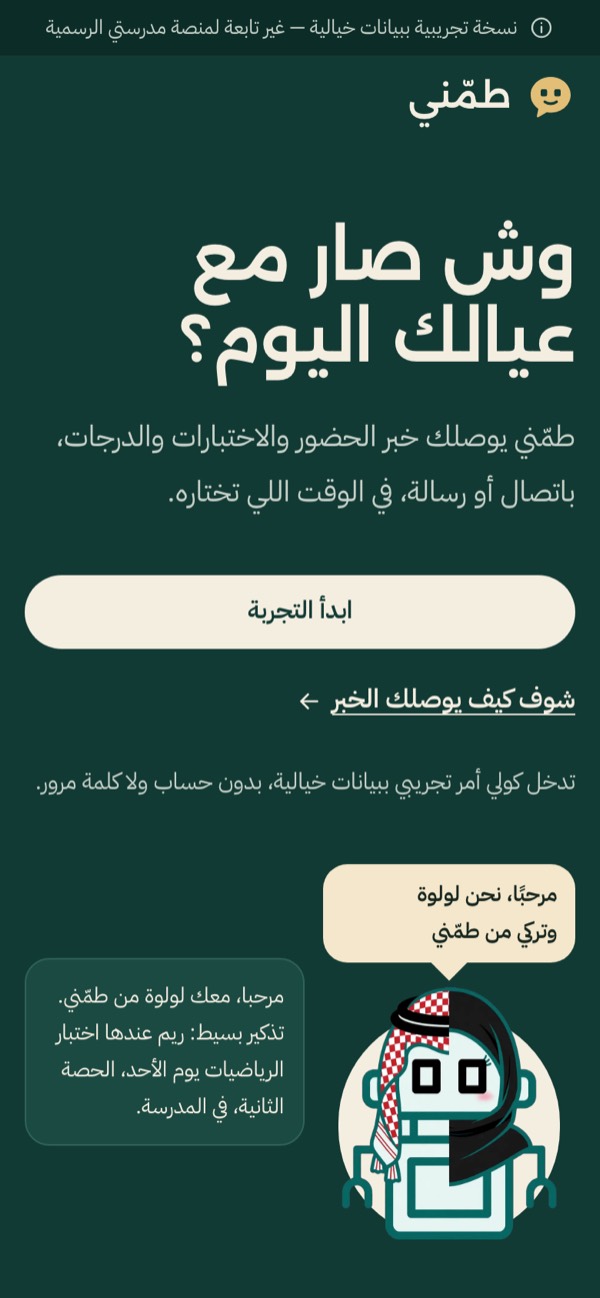 نسخة تجريبية ببيانات خيالية — غير تابعة لمنصة مدرستي الرسمية
طمّني
وش صار مع
عيالك اليوم؟
طمّني يوصلك خبر الحضور والاختبارات والدرجات،
باتصال أو رسالة، في الوقت اللي تختاره.
ابدأ التجربة
شوف كيف يوصلك الخبر ←
تدخل كولي أمر تجريبي ببيانات خيالية، بدون حساب ولا كلمة مرور.
مرحبًا، نحن لولوة
وتركي من طمّني
مرحبا، معك لولوة من طمّني.
تذكير بسيط: ريم عندها اختبار
الرياضيات يوم الأحد، الحصة
الثانية، في المدرسة.